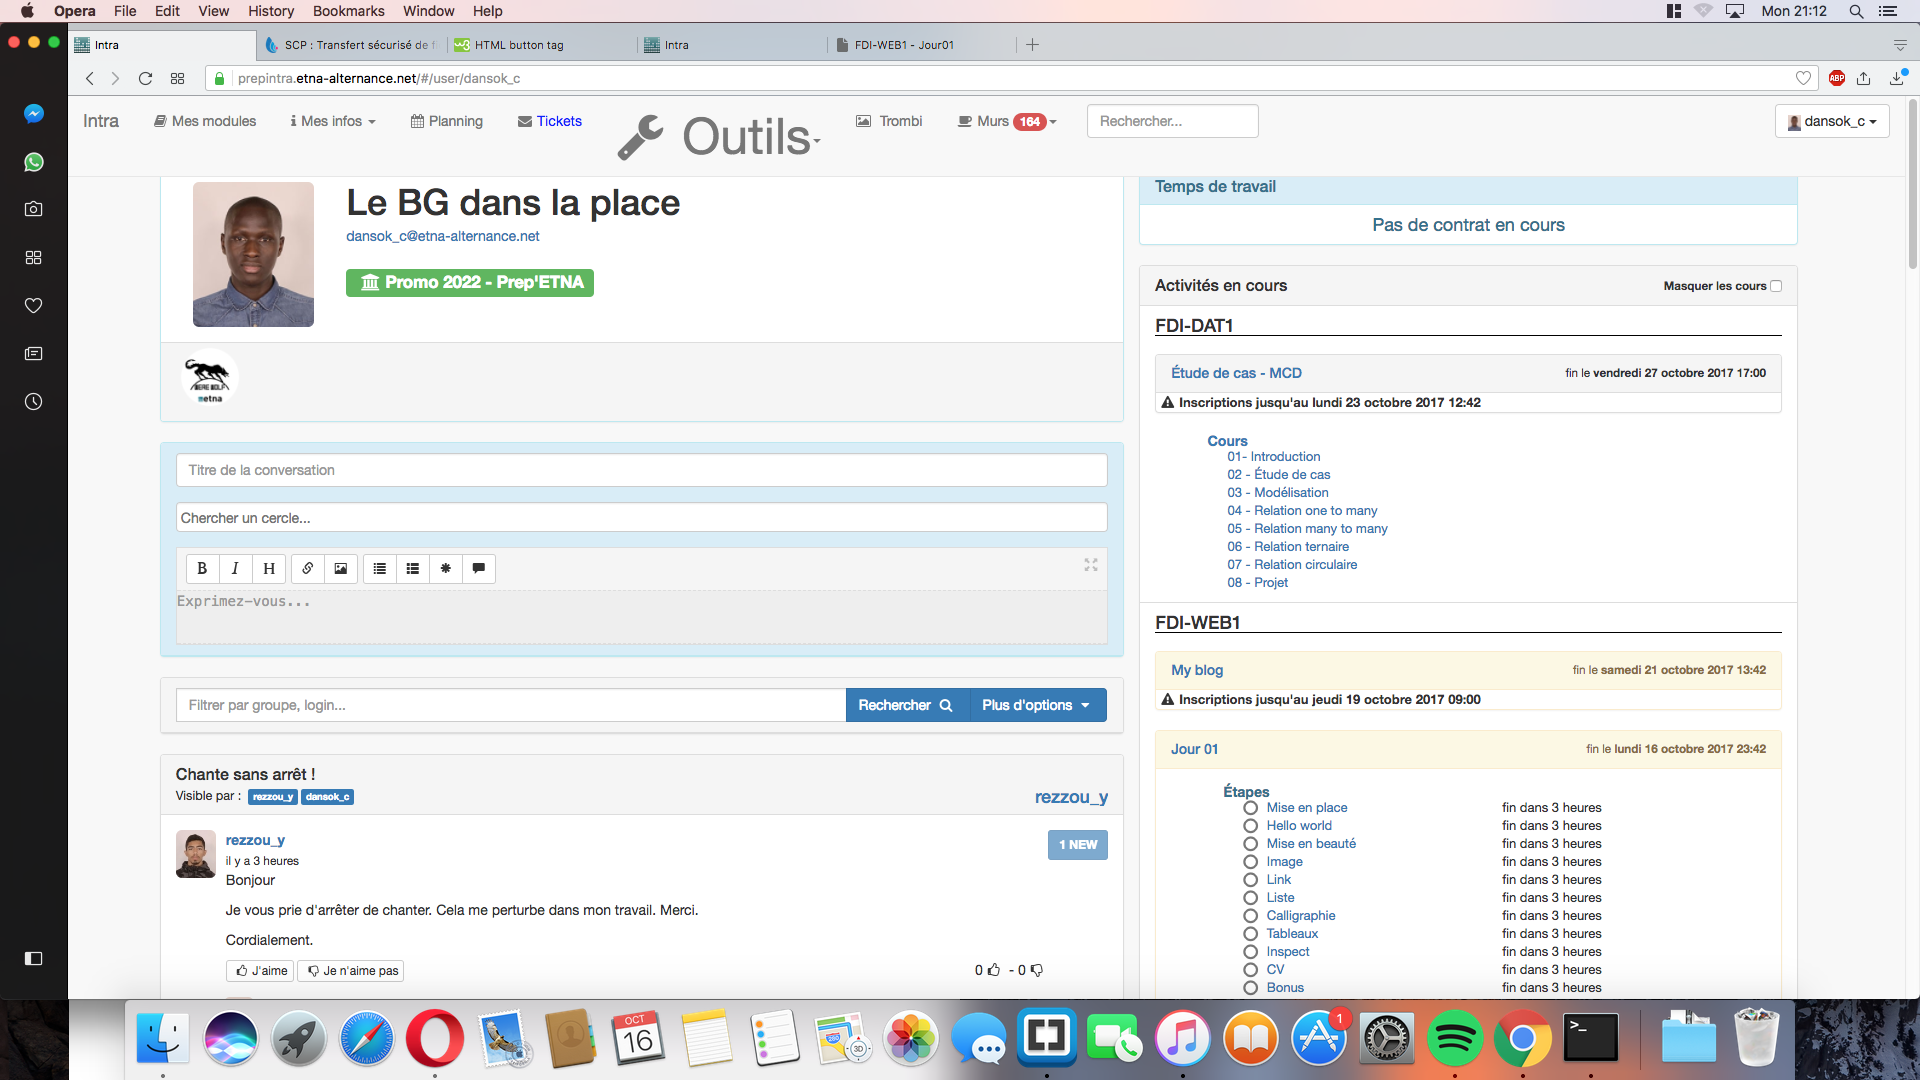 Opera File Edit View History Bookmarks Window Help Mon 21:12
Intra SCP : Transfert sécurisé de f HTML button tag Intra FDI-WEB1 - Jour01
prepintra.etna-alternance.net/#/user/dansok_c ABP
Intra Mes modules Mes infos Planning Tickets Outils Trombi Murs 164 Rechercher... dansok_c
Le BG dans la place
dansok_c@etna-alternance.net
Promo 2022 - Prep'ETNA
WERE WOLF
etna
Titre de la conversation
Chercher un cercle...
B I H
Exprimez-vous...
Filtrer par groupe, login... Rechercher Plus d'options
Chante sans arrêt !
Visible par : rezzou_y dansok_c
rezzou_y
rezzou_y
1 NEW
il y a 3 heures
Bonjour
Je vous prie d'arrêter de chanter. Cela me perturbe dans mon travail. Merci.
Cordialement.
J'aime Je n'aime pas 0 - 0
Temps de travail
Pas de contrat en cours
Activités en cours Masquer les cours
FDI-DAT1
Étude de cas - MCD fin le vendredi 27 octobre 2017 17:00
Inscriptions jusqu'au lundi 23 octobre 2017 12:42
Cours
01- Introduction
02 - Étude de cas
03 - Modélisation
04 - Relation one to many
05 - Relation many to many
06 - Relation ternaire
07 - Relation circulaire
08 - Projet
FDI-WEB1
My blog fin le samedi 21 octobre 2017 13:42
Inscriptions jusqu'au jeudi 19 octobre 2017 09:00
Jour 01 fin le lundi 16 octobre 2017 23:42
Étapes
Mise en place fin dans 3 heures
Hello world fin dans 3 heures
Mise en beauté fin dans 3 heures
Image fin dans 3 heures
Link fin dans 3 heures
Liste fin dans 3 heures
Calligraphie fin dans 3 heures
Tableaux fin dans 3 heures
Inspect fin dans 3 heures
CV fin dans 3 heures
Bonus fin dans 3 heures
OCT
16
280
3D
1
>_